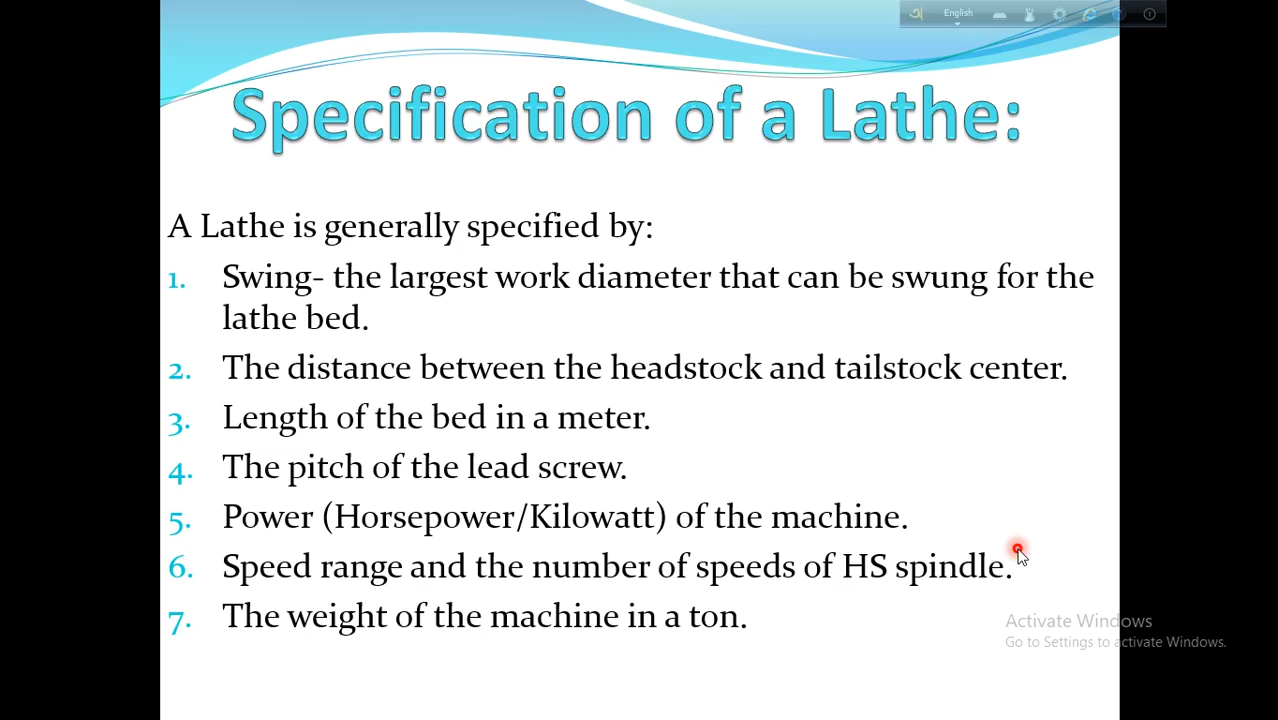 English
Specification of a Lathe:
A Lathe is generally specified by:
1. Swing- the largest work diameter that can be swung for the
lathe bed.
2. The distance between the headstock and tailstock center.
3. Length of the bed in a meter.
4. The pitch of the lead screw.
5. Power (Horsepower/Kilowatt) of the machine.
6. Speed range and the number of speeds of HS spindle.
7. The weight of the machine in a ton.
Activate Windows
Go to Settings to activate Windows.